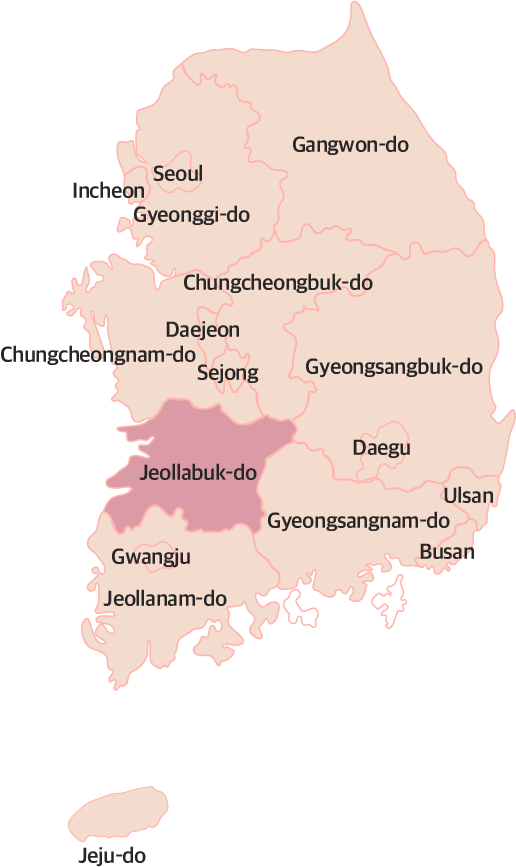 Gangwon-do
Seoul
Incheon
Gyeonggi-do
Chungcheongbuk-do
Daejeon
Chungcheongnam-do
Sejong
Gyeongsangbuk-do
Daegu
Jeollabuk-do
Ulsan
Gyeongsangnam-do
Busan
Gwangju
Jeollanam-do
Jeju-do